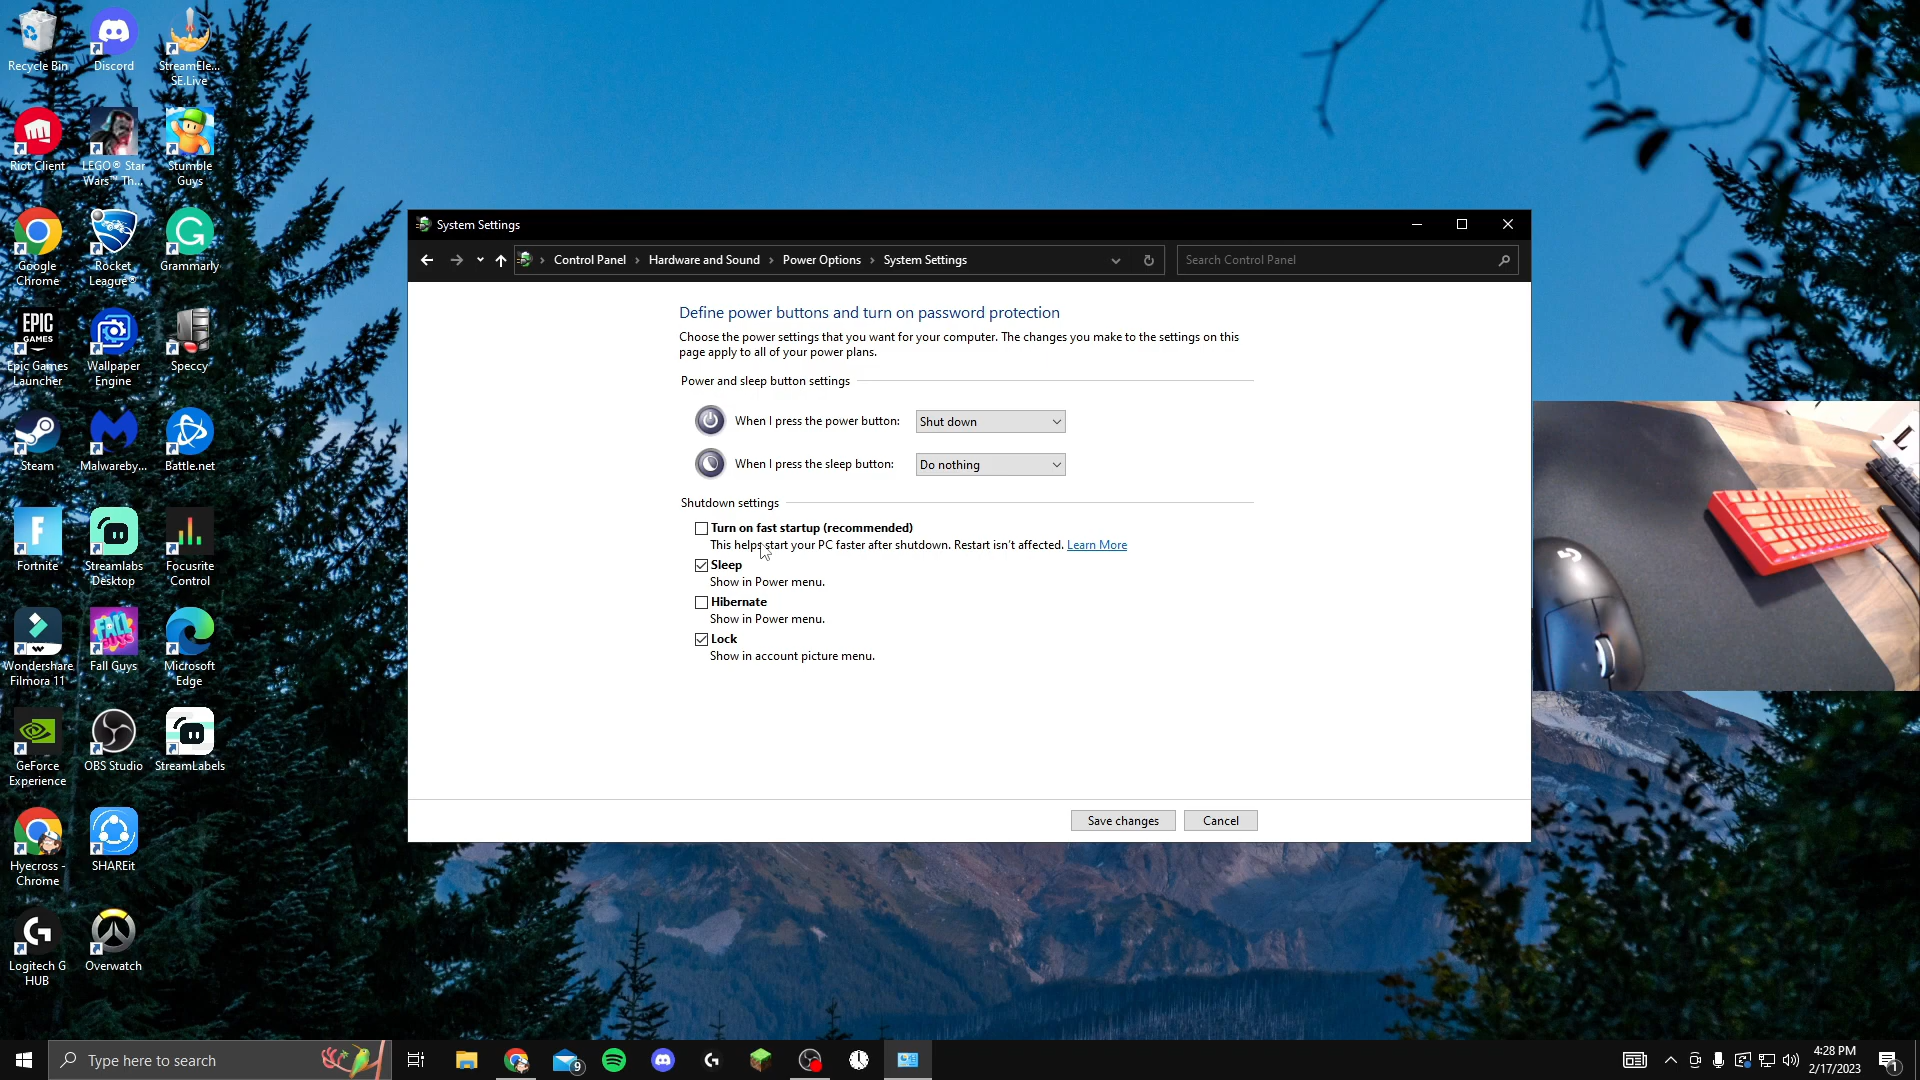 Recycle Bin
Discord
StreamEle...
SE.Live
Riot Client
LEGO® Star
Wars™ Th...
Stumble
Guys
Google
Chrome
Rocket
League®
Grammarly
EPIC
GAMES
Epic Games
Launcher
Wallpaper
Engine
Speccy
Steam
Malwareby...
Battle.net
Fortnite
Streamlabs
Desktop
Focusrite
Control
Wondershare
Filmora 11
FALL
GUYS
Fall Guys
Microsoft
Edge
GeForce
Experience
OBS Studio
StreamLabels
Hyecross -
Chrome
SHAREit
Logitech G
HUB
Overwatch
System Settings
Control Panel > Hardware and Sound > Power Options > System Settings
Search Control Panel
Define power buttons and turn on password protection
Choose the power settings that you want for your computer. The changes you make to the settings on this
page apply to all of your power plans.
Power and sleep button settings
When I press the power button: Shut down
When I press the sleep button: Do nothing
Shutdown settings
Turn on fast startup (recommended)
This helps start your PC faster after shutdown. Restart isn't affected. Learn More
Sleep
Show in Power menu.
Hibernate
Show in Power menu.
Lock
Show in account picture menu.
Save changes
Cancel
Type here to search
9
4:28 PM
2/17/2023
1